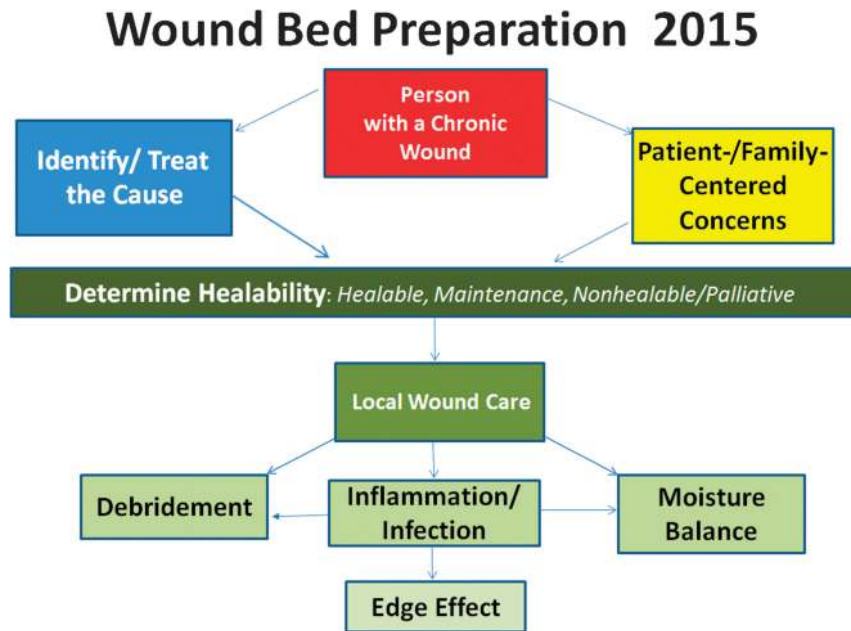 Wound Bed Preparation 2015
Person
with a Chronic
Wound
Identify/ Treat
the Cause
Patient-/Family-
Centered
Concerns
Determine Healability: Healable, Maintenance, Nonhealable/Palliative
Local Wound Care
Debridement
Inflammation/
Infection
Moisture
Balance
Edge Effect